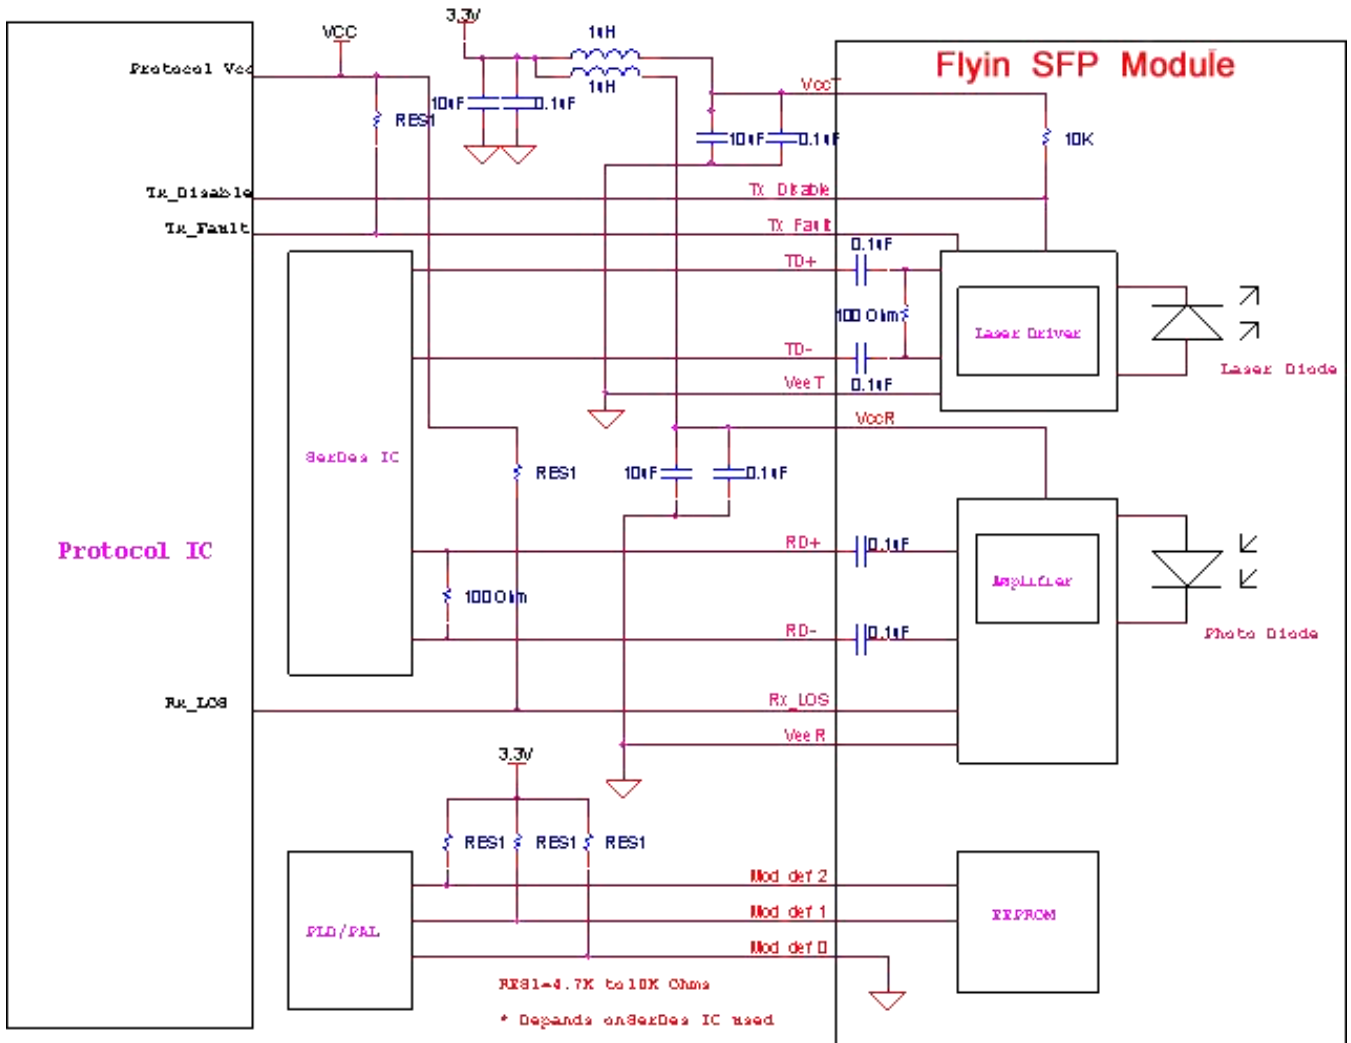 3.3V
1uH
VCC
Flyin SFP Module
Protocol Vcc
1uH
VccT
10uF
0.1uF
RES1
10uF
0.1uF
10K
Tx_Disable
Tx Disable
Tx_Fault
Tx Fault
0.1uF
TD+
100 Ohm
Laser Driver
TD-
Laser Diode
VeeT
0.1uF
VccR
SerDes IC
RES1
10uF
0.1uF
Protocol IC
RD+
0.1uF
Amplifier
100 Ohm
RD-
0.1uF
Photo Diode
Rx_LOS
RX_LOS
VeeR
3.3V
RES1
RES1
RES1
Mod def 2
Mod def 1
EEPROM
PLD/PAL
Mod def 0
RES1=4.7K to 10K Ohms
* Depends on SerDes IC used